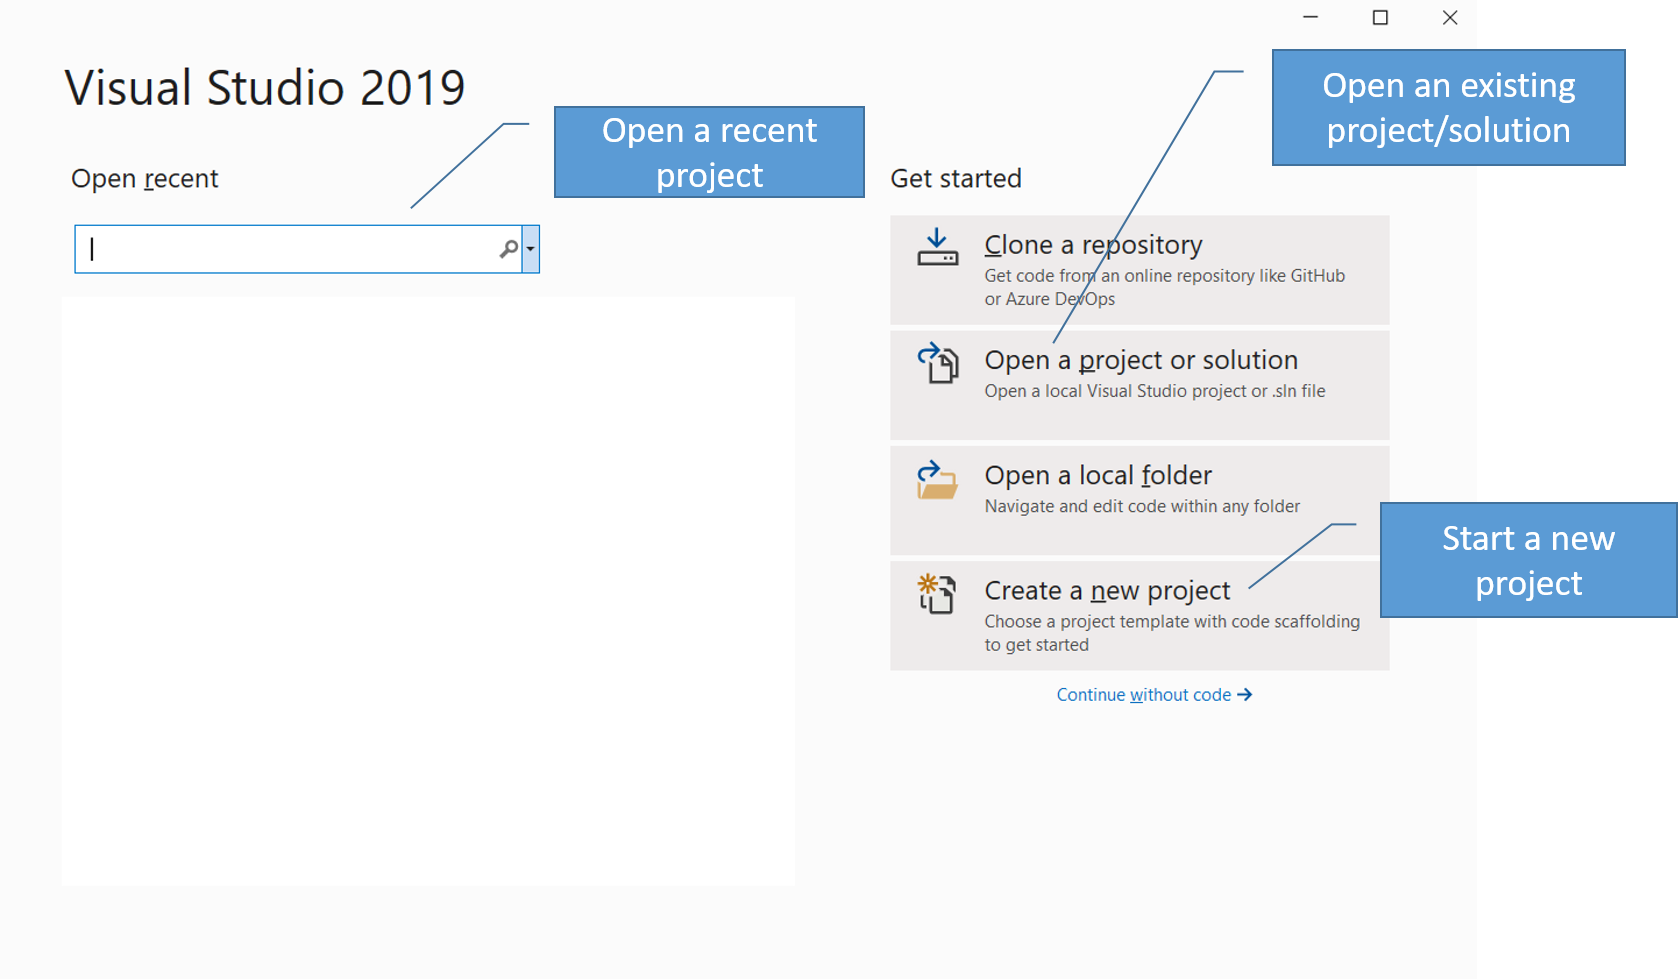 Visual Studio 2019
Open recent
Open a recent
project
Open an existing
project/solution
Get started
Clone a repository
Get code from an online repository like GitHub
or Azure DevOps
Open a project or solution
Open a local Visual Studio project or .sln file
Open a local folder
Navigate and edit code within any folder
Start a new
project
Create a new project
Choose a project template with code scaffolding
to get started
Continue without code →